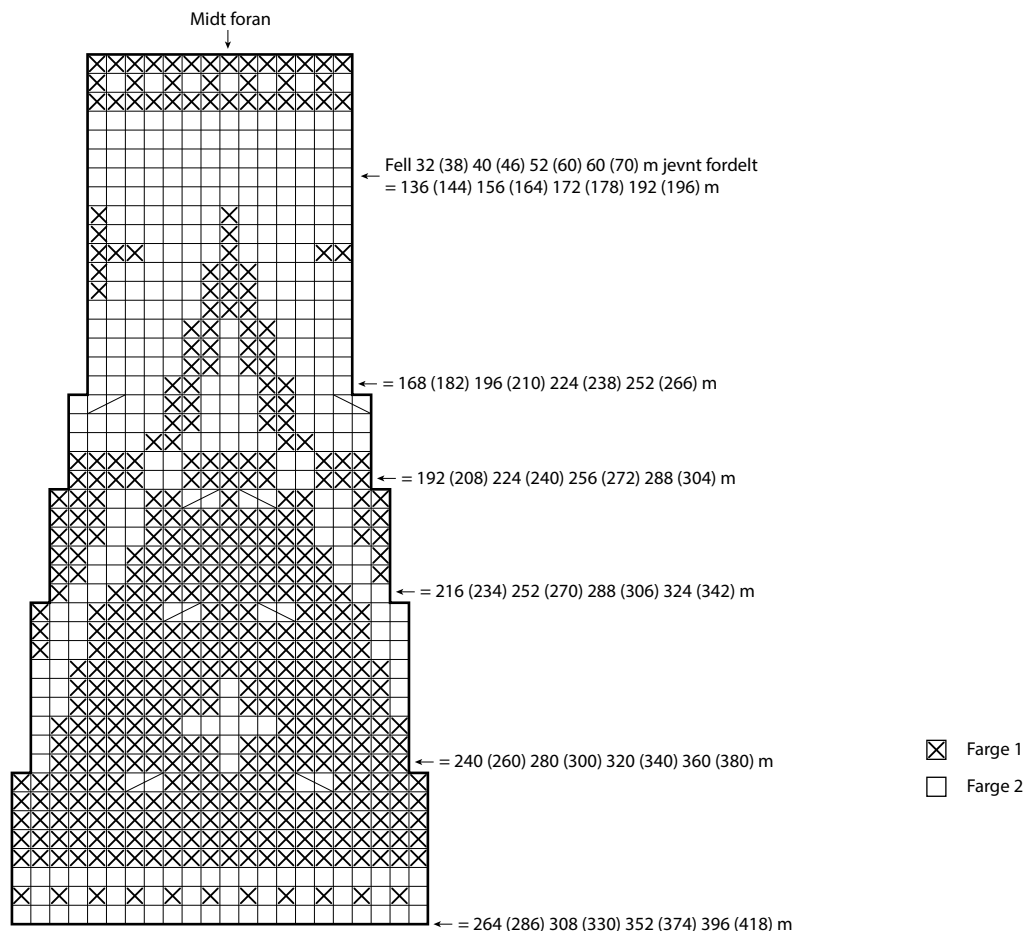 Midt foran
Fell 32 (38) 40 (46) 52 (60) 60 (70) m jevnt fordelt
= 136 (144) 156 (164) 172 (178) 192 (196) m
= 168 (182) 196 (210) 224 (238) 252 (266) m
= 192 (208) 224 (240) 256 (272) 288 (304) m
= 216 (234) 252 (270) 288 (306) 324 (342) m
= 240 (260) 280 (300) 320 (340) 360 (380) m
Farge 1
Farge 2
= 264 (286) 308 (330) 352 (374) 396 (418) m